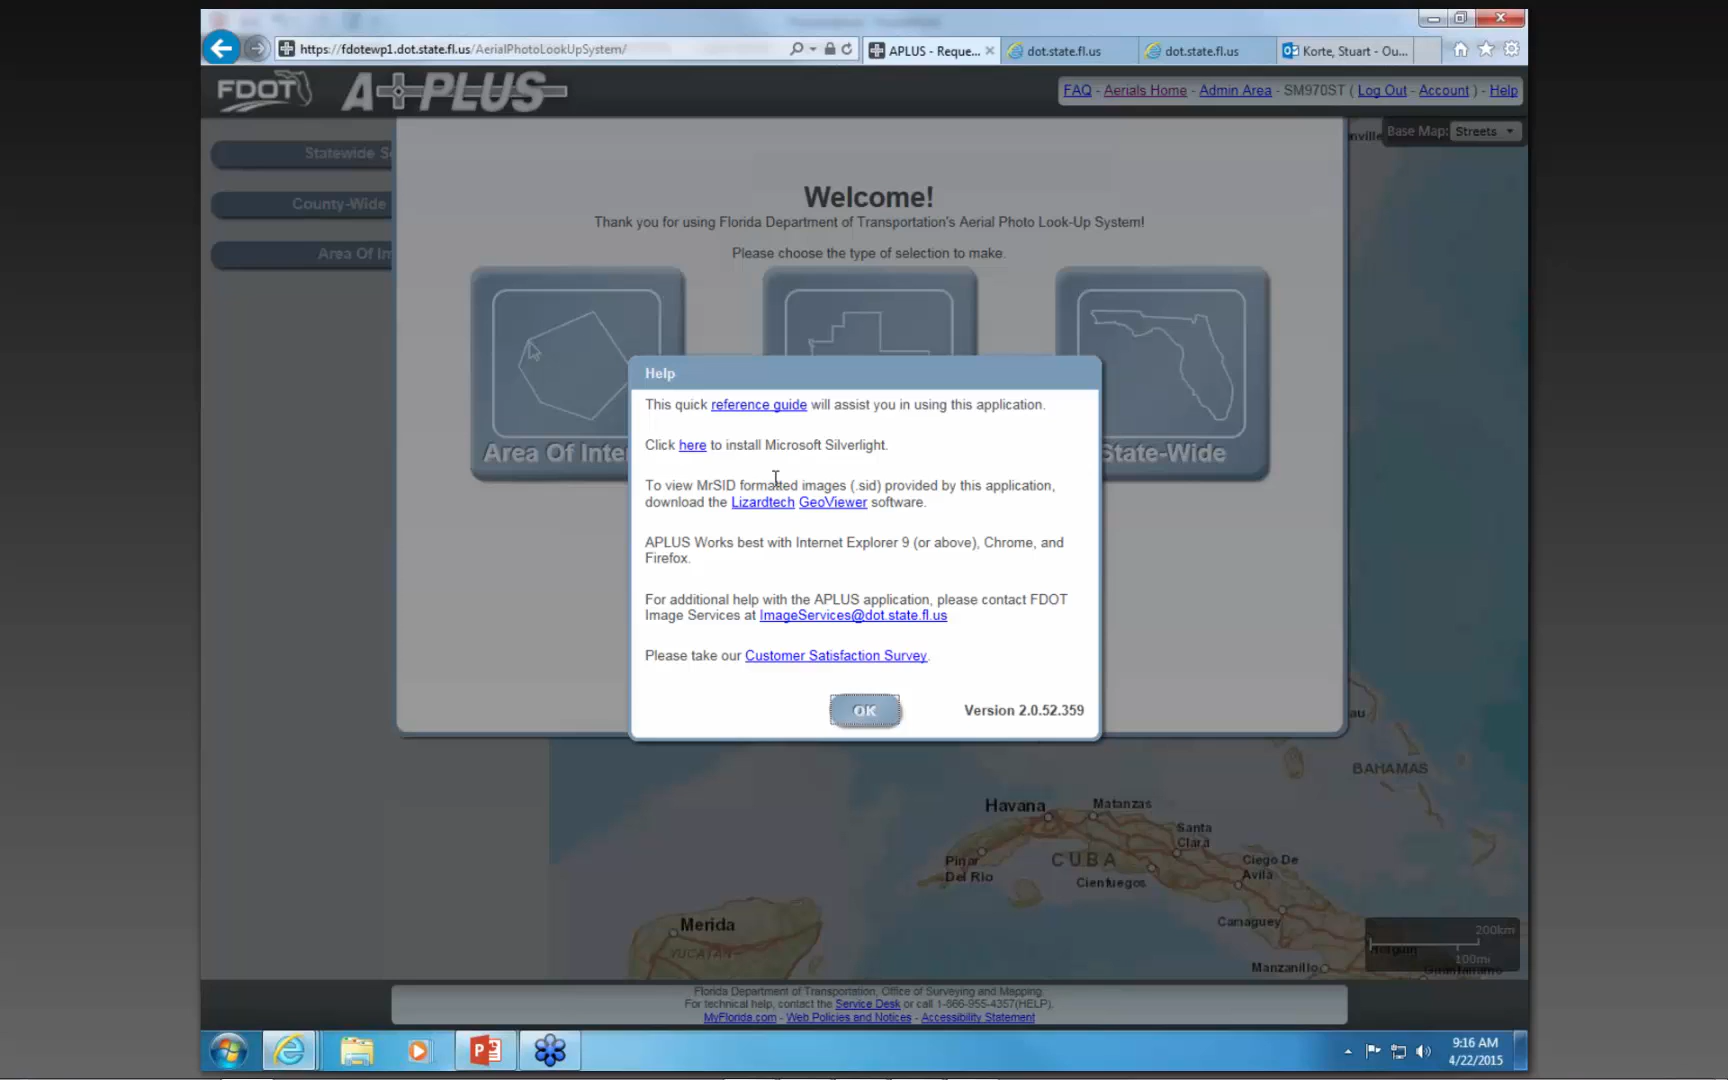 https://fdotewp1.dot.state.fl.us/AerialPhotoLookUpSystem/
APLUS - Reque...
dot.state.fl.us
dot.state.fl.us
Korte, Stuart - Ou...
FDOT
A+PLUS
FAQ - Aerials Home - Admin Area - SM970ST ( Log Out - Account ) - Help
Base Map: Streets
Statewide Se
County-Wide
Area Of In
Welcome!
Thank you for using Florida Department of Transportation's Aerial Photo Look-Up System!
Please choose the type of selection to make.
Area Of Inte
State-Wide
Help
This quick reference guide will assist you in using this application.
Click here to install Microsoft Silverlight.
To view MrSID formatted images (.sid) provided by this application,
download the Lizardtech GeoViewer software.
APLUS Works best with Internet Explorer 9 (or above), Chrome, and
Firefox.
For additional help with the APLUS application, please contact FDOT
Image Services at ImageServices@dot.state.fl.us
Please take our Customer Satisfaction Survey.
OK
Version 2.0.52.359
BAHAMAS
Havana
Matanzas
Santa
Clara
Pinar
Del Rio
CUBA
Cienfuegos
Ciego De
Avila
Camaguey
Merida
YUCATAN
Manzanillo
200km
100mi
Florida Department of Transportation, Office of Surveying and Mapping.
For technical help, contact the Service Desk or call 1-866-955-4357(HELP).
MyFlorida.com - Web Policies and Notices - Accessibility Statement
9:16 AM
4/22/2015